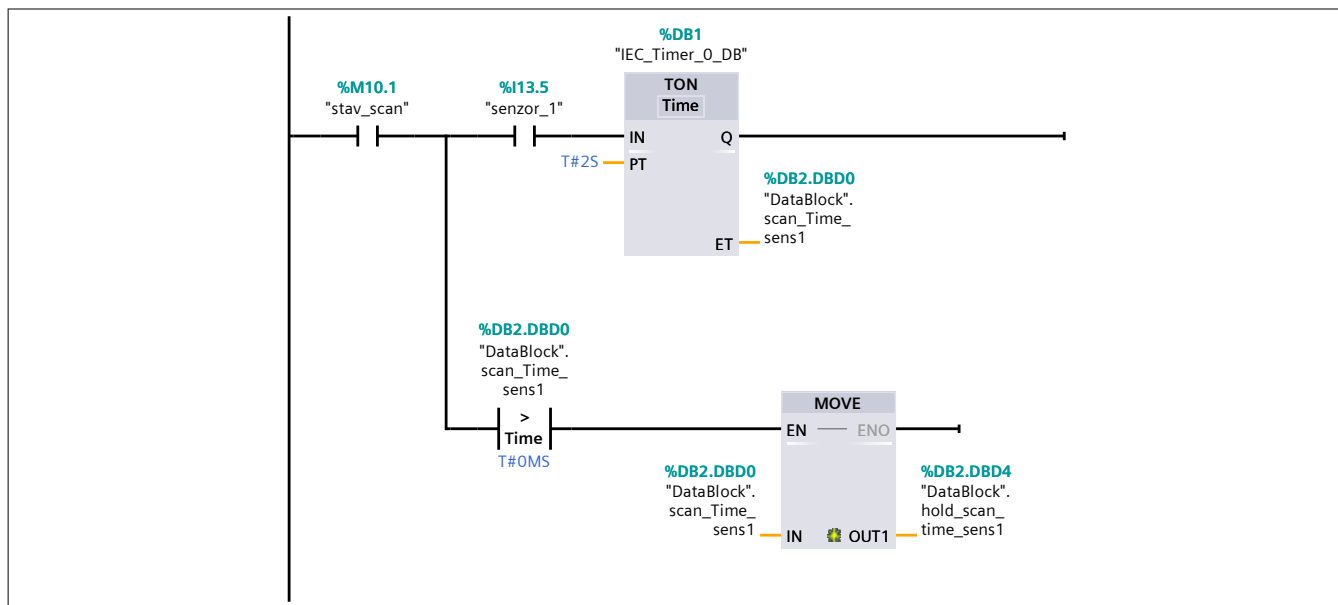 %DB1
"IEC_Timer_0_DB"
%M10.1
"stav_scan"
%I13.5
"senzor_1"
TON
Time
IN
Q
T#2S
PT
%DB2.DBD0
"DataBlock".
scan_Time_
sens1
ET
%DB2.DBD0
"DataBlock".
scan_Time_
sens1
>
Time
T#0MS
MOVE
EN
ENO
%DB2.DBD0
"DataBlock".
scan_Time_
sens1
IN
OUT1
%DB2.DBD4
"DataBlock".
hold_scan_
time_sens1